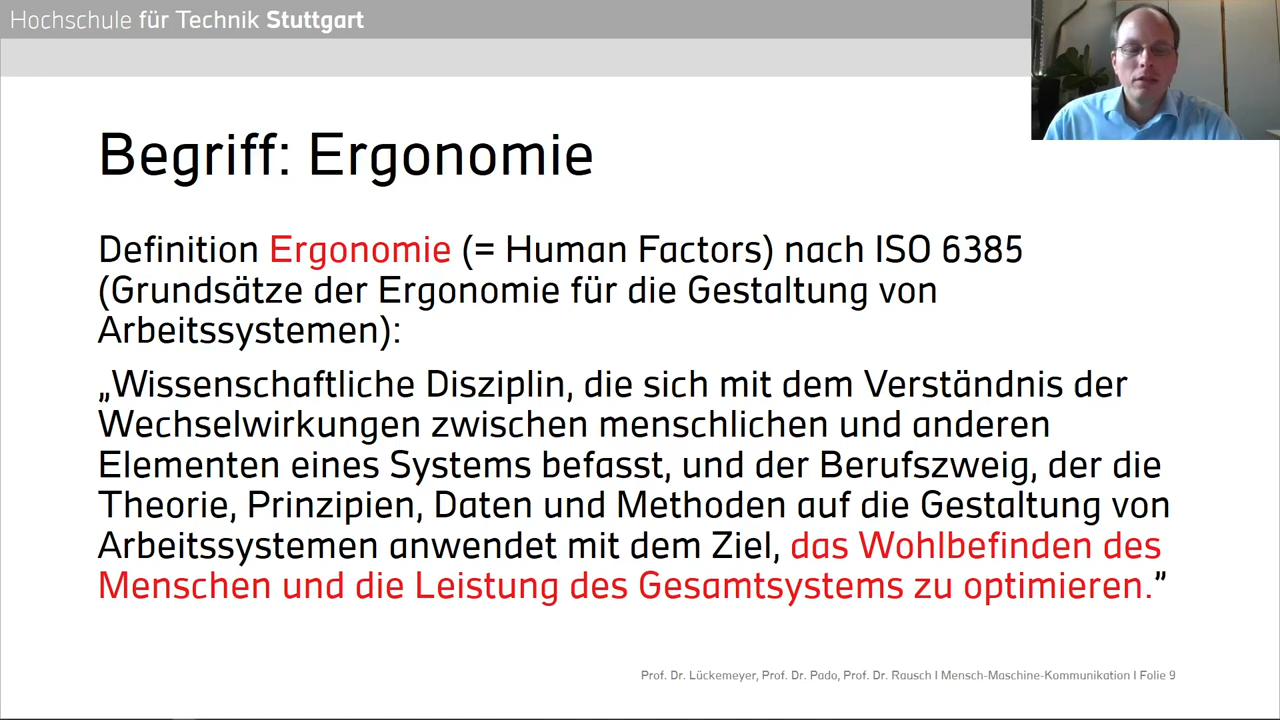 Hochschule für Technik Stuttgart
Begriff: Ergonomie
Definition Ergonomie (= Human Factors) nach ISO 6385
(Grundsätze der Ergonomie für die Gestaltung von
Arbeitssystemen):
„Wissenschaftliche Disziplin, die sich mit dem Verständnis der
Wechselwirkungen zwischen menschlichen und anderen
Elementen eines Systems befasst, und der Berufszweig, der die
Theorie, Prinzipien, Daten und Methoden auf die Gestaltung von
Arbeitssystemen anwendet mit dem Ziel, das Wohlbefinden des
Menschen und die Leistung des Gesamtsystems zu optimieren.”
Prof. Dr. Lückemeyer, Prof. Dr. Pado, Prof. Dr. Rausch I Mensch-Maschine-Kommunikation I Folie 9